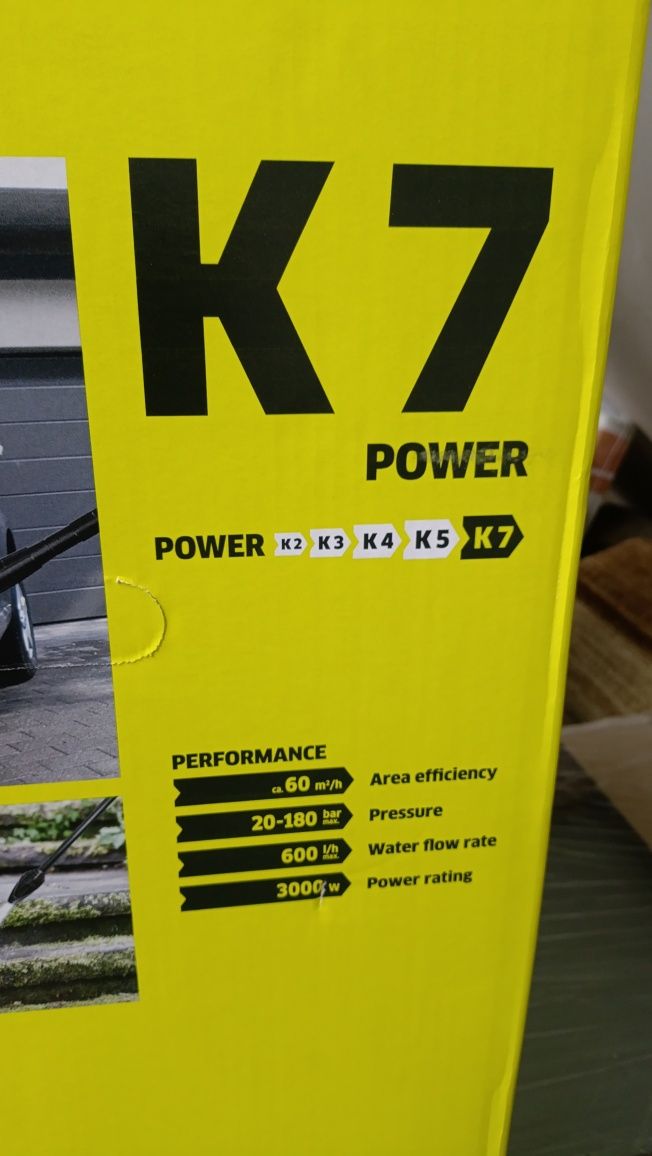 K 7
POWER
POWER K2 K3 K4 K5 K7
PERFORMANCE
ca. 60 m²/h Area efficiency
20-180 bar max. Pressure
600 l/h max. Water flow rate
3000 W Power rating